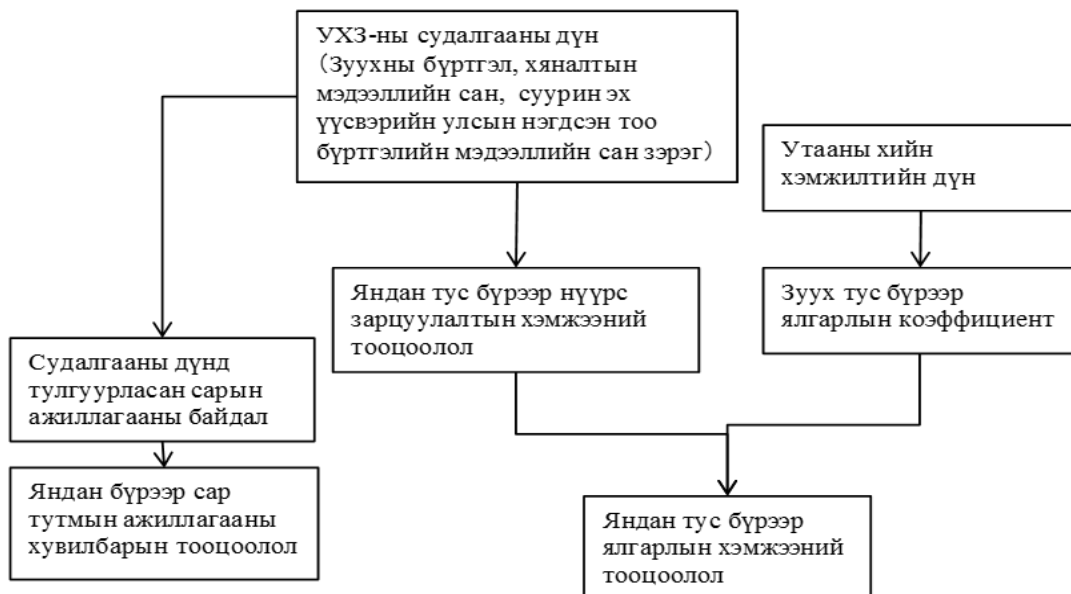 УХЗ-ны судалгааны дүн
(Зуухны бүртгэл, хяналтын
мэдээллийн сан, суурин эх
үүсвэрийн улсын нэгдсэн тоо
бүртгэлийн мэдээллийн сан зэрэг)
Утааны хийн
хэмжилтийн дүн
Яндан тус бүрээр нүүрс
зарцуулалтын хэмжээний
тооцоолол
Зуух тус бүрээр
ялгарлын коэффициент
Судалгааны дүнд
тулгуурласан сарын
ажиллагааны байдал
Яндан бүрээр сар
тутмын ажиллагааны
хувилбарын тооцоолол
Яндан тус бүрээр
ялгарлын хэмжээний
тооцоолол